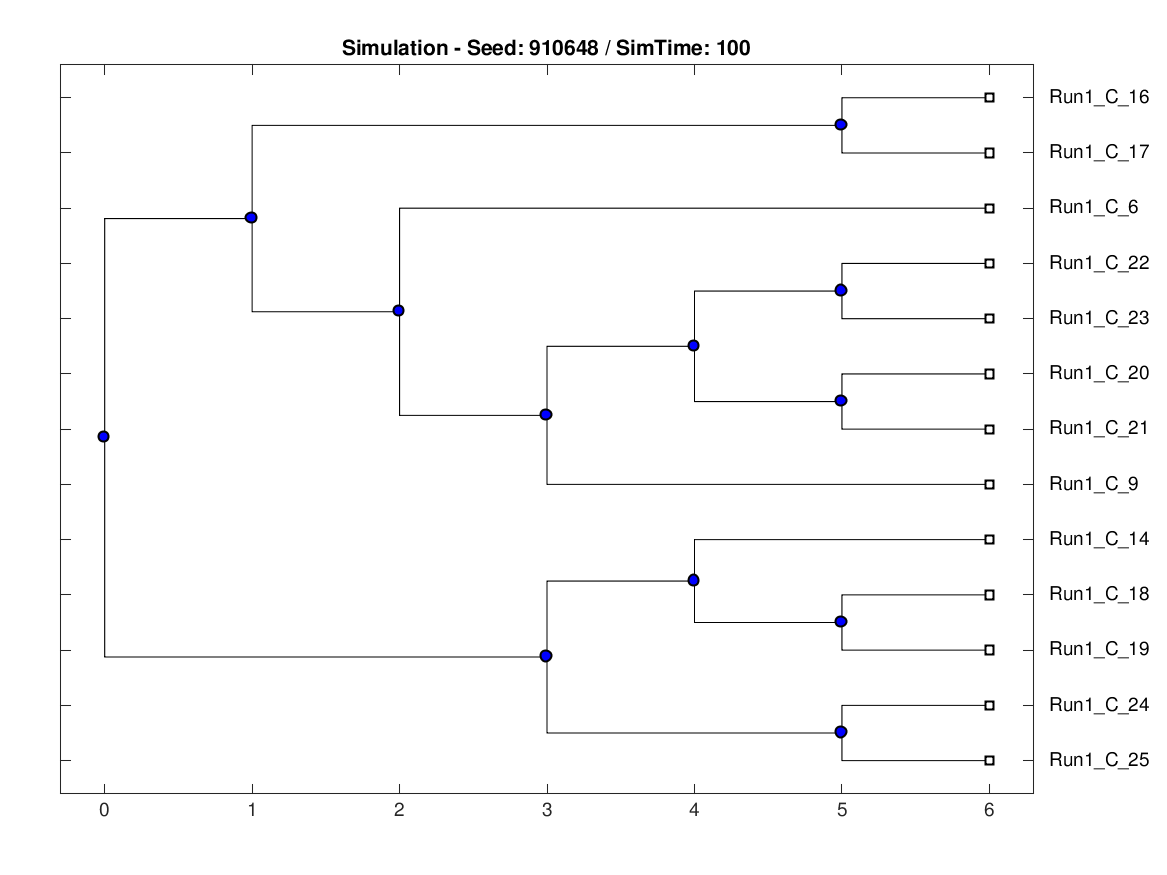 Simulation - Seed: 910648 / SimTime: 100
Run1_C_16
Run1_C_17
Run1_C_6
Run1_C_22
Run1_C_23
Run1_C_20
Run1_C_21
Run1_C_9
Run1_C_14
Run1_C_18
Run1_C_19
Run1_C_24
Run1_C_25
0 1 2 3 4 5 6